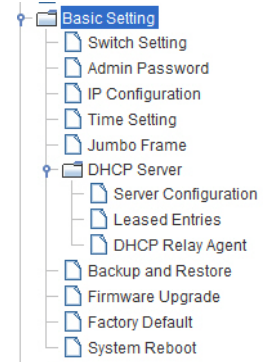 Basic Setting
Switch Setting
Admin Password
IP Configuration
Time Setting
Jumbo Frame
DHCP Server
Server Configuration
Leased Entries
DHCP Relay Agent
Backup and Restore
Firmware Upgrade
Factory Default
System Reboot